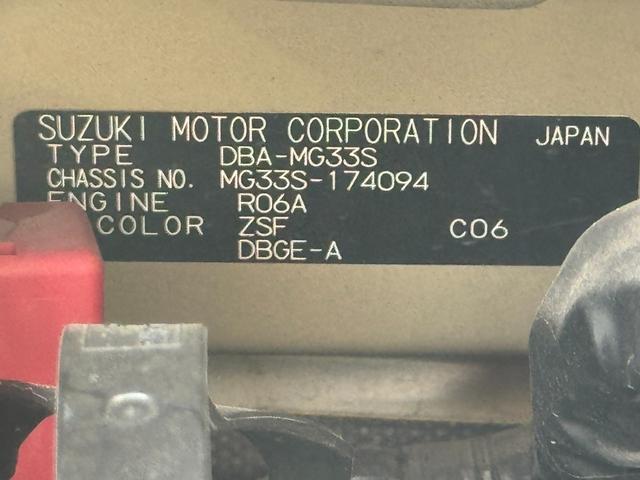 SUZUKI MOTOR CORPORATION JAPAN
TYPE DBA-MG33S
CHASSIS NO. MG33S-174094
ENGINE R06A
COLOR ZSF C06
DBGE-A